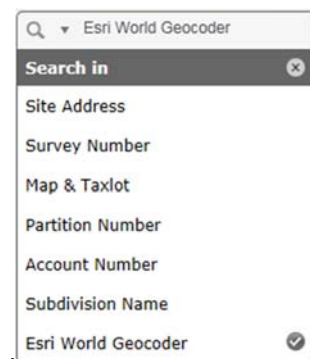 Esri World Geocoder
Search in
Site Address
Survey Number
Map & Taxlot
Partition Number
Account Number
Subdivision Name
Esri World Geocoder